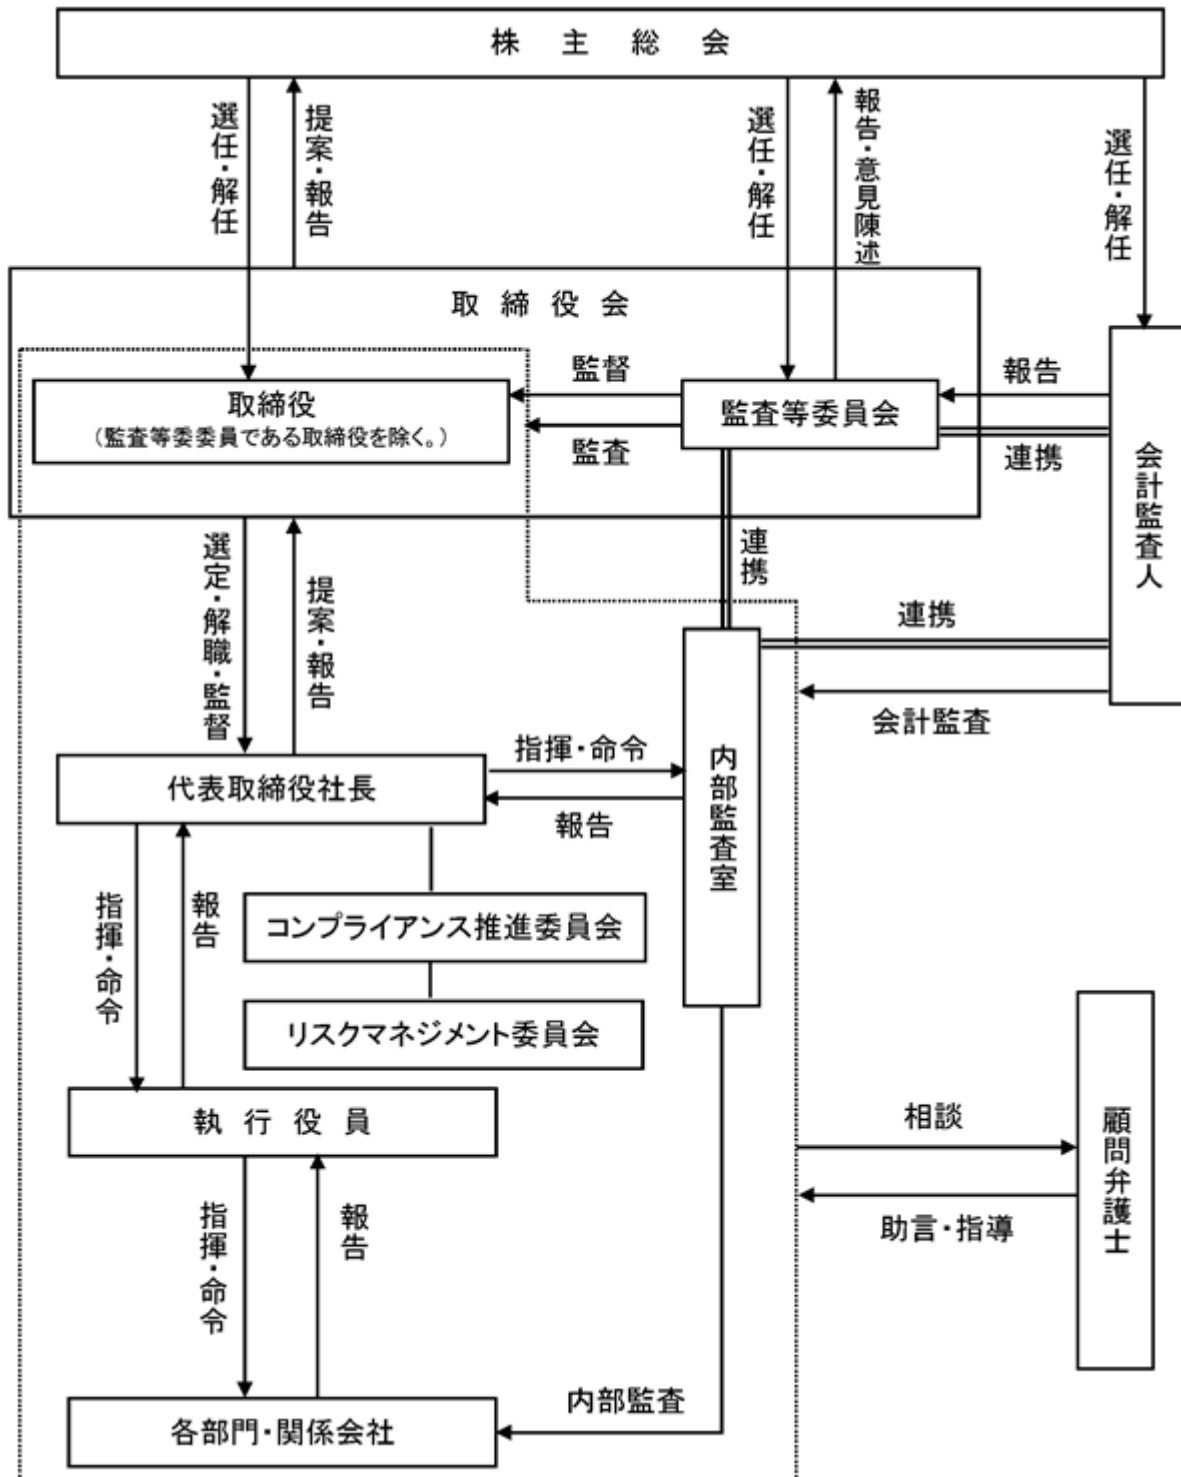 株主総会
選任・解任
提案・報告
選任・解任
報告・意見陳述
選任・解任
取締役会
取締役
（監査等委委員である取締役を除く。）
監督
監査
監査等委員会
報告
連携
会計監査人
選定・解職・監督
提案・報告
連携
連携
会計監査
代表取締役社長
指揮・命令
報告
内部監査室
指揮・命令
報告
コンプライアンス推進委員会
リスクマネジメント委員会
執行役員
相談
助言・指導
顧問弁護士
指揮・命令
報告
各部門・関係会社
内部監査